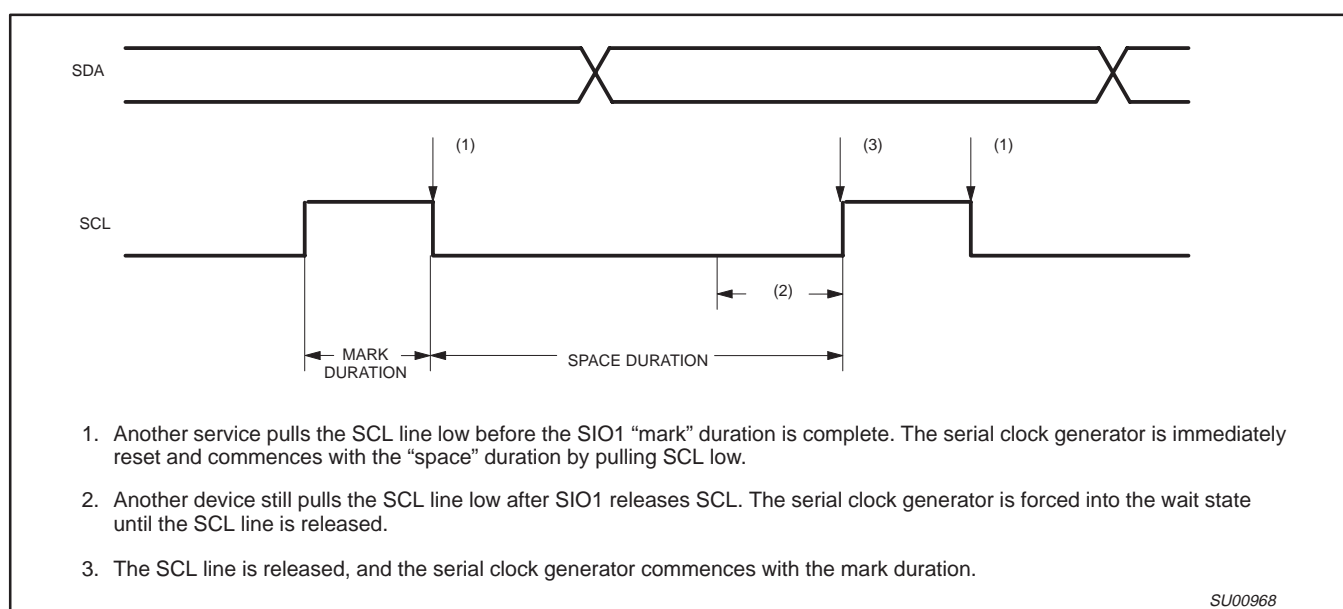 SDA
(1)
(3)
(1)
SCL
(2)
MARK
DURATION
SPACE DURATION
1. Another service pulls the SCL line low before the SIO1 “mark” duration is complete. The serial clock generator is immediately
reset and commences with the “space” duration by pulling SCL low.
2. Another device still pulls the SCL line low after SIO1 releases SCL. The serial clock generator is forced into the wait state
until the SCL line is released.
3. The SCL line is released, and the serial clock generator commences with the mark duration.
SU00968